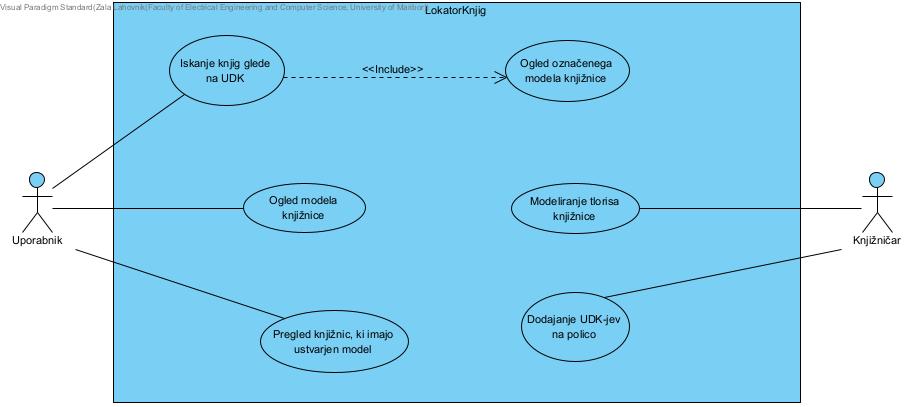 Visual Paradigm Standard(Zala Lahovnik(Faculty of Electrical Engineering and Computer Science, University of Maribor))
LokatorKnjig
Iskanje knjig glede
na UDK
<<Include>>
Ogled označenega
modela knjižnice
Ogled modela
knjižnice
Modeliranje tlorisa
knjižnice
Uporabnik
Knjižničar
Pregled knjižnic, ki imajo
ustvarjen model
Dodajanje UDK-jev
na polico